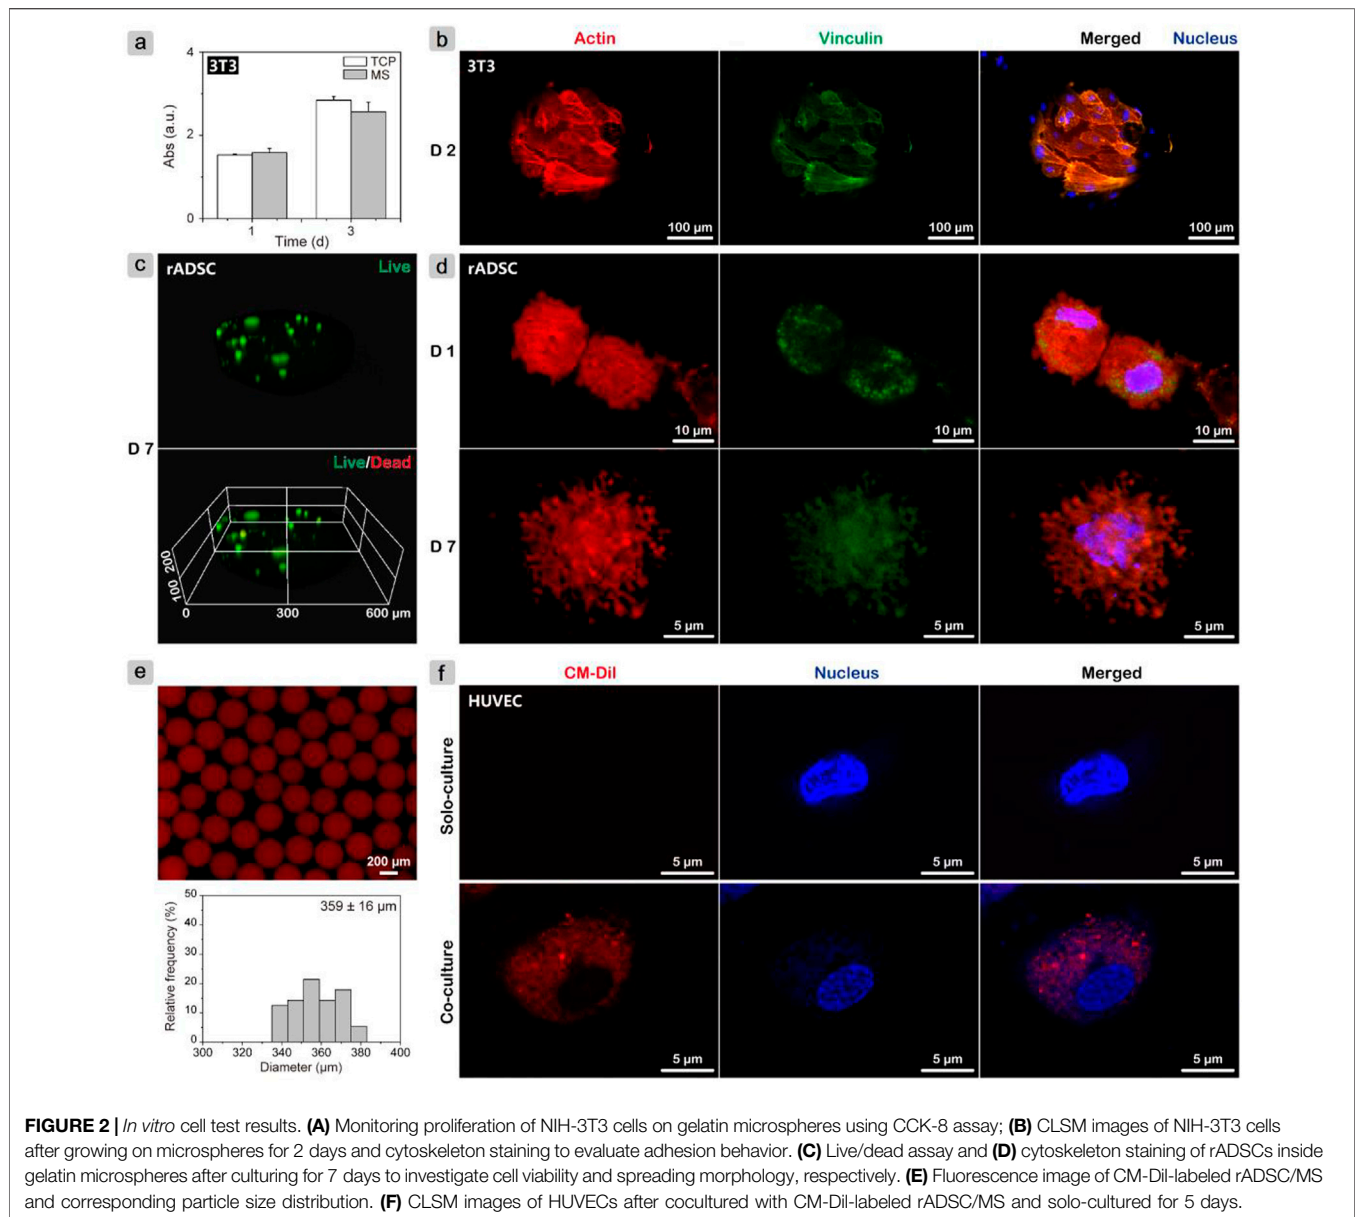 a
3T3
TCP
MS
Abs (a.u.)
4
2
0
1
3
Time (d)
b
Actin
Vinculin
Merged
Nucleus
3T3
D 2
100 µm
100 µm
100 µm
c
rADSC
Live
D 7
Live/Dead
100 200
0
300
600 µm
d
rADSC
D 1
10 µm
10 µm
10 µm
D 7
5 µm
5 µm
5 µm
e
200 µm
359 ± 16 µm
Relative frequency (%)
50
40
30
20
10
0
300 320 340 360 380 400
Diameter (µm)
f
CM-Dil
Nucleus
Merged
HUVEC
Solo-culture
5 µm
5 µm
5 µm
Co-culture
5 µm
5 µm
5 µm
FIGURE 2 | In vitro cell test results. (A) Monitoring proliferation of NIH-3T3 cells on gelatin microspheres using CCK-8 assay; (B) CLSM images of NIH-3T3 cells
after growing on microspheres for 2 days and cytoskeleton staining to evaluate adhesion behavior. (C) Live/dead assay and (D) cytoskeleton staining of rADSCs inside
gelatin microspheres after culturing for 7 days to investigate cell viability and spreading morphology, respectively. (E) Fluorescence image of CM-Dil-labeled rADSC/MS
and corresponding particle size distribution. (F) CLSM images of HUVECs after cocultured with CM-Dil-labeled rADSC/MS and solo-cultured for 5 days.